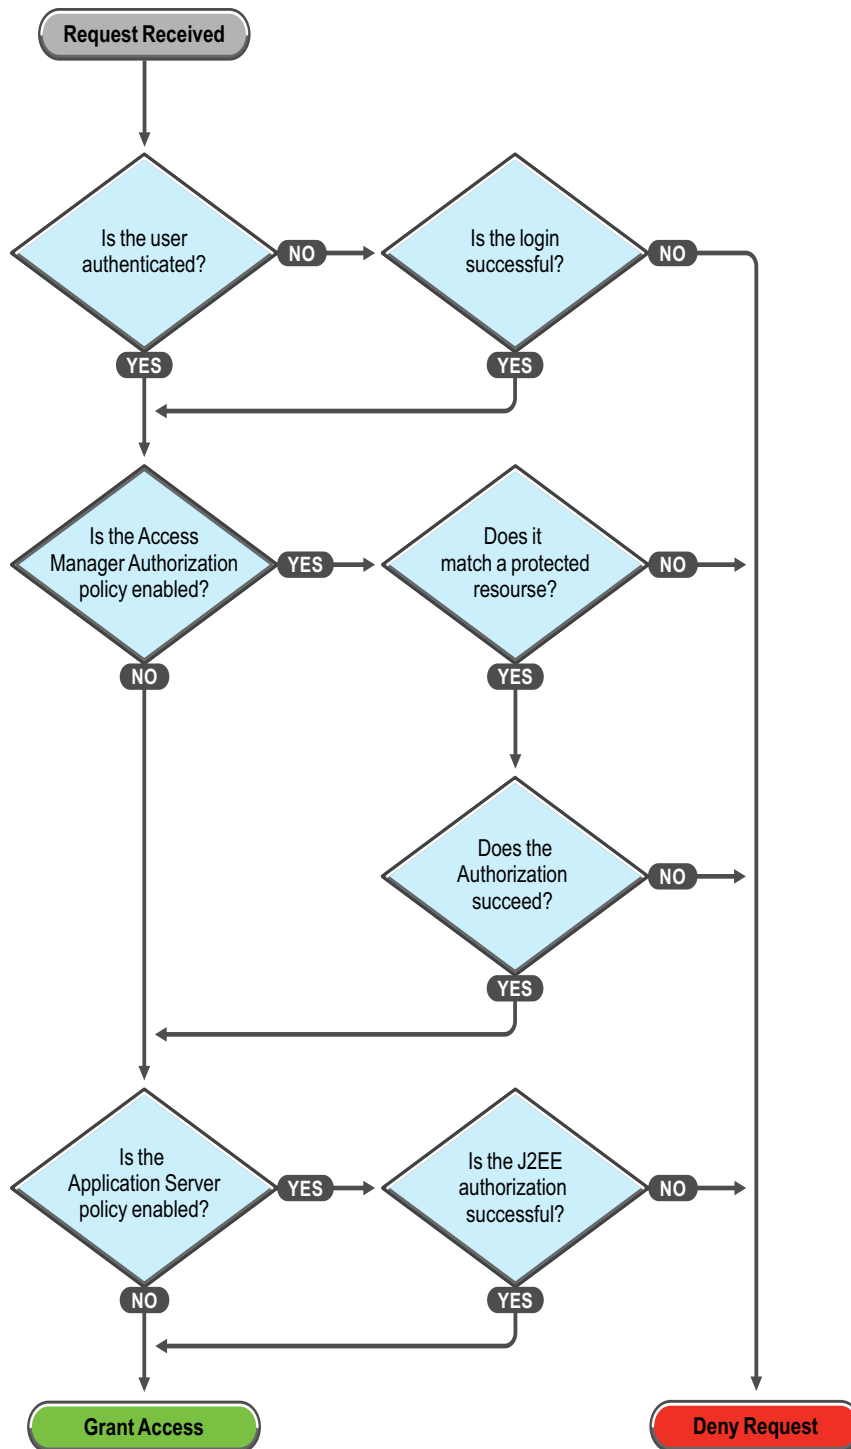 Request Received
Is the user
authenticated?
NO
Is the login
successful?
NO
YES
YES
Is the Access
Manager Authorization
policy enabled?
YES
Does it
match a protected
resourse?
NO
NO
YES
Does the
Authorization
succeed?
NO
YES
Is the
Application Server
policy enabled?
YES
Is the J2EE
authorization
successful?
NO
NO
YES
Grant Access
Deny Request